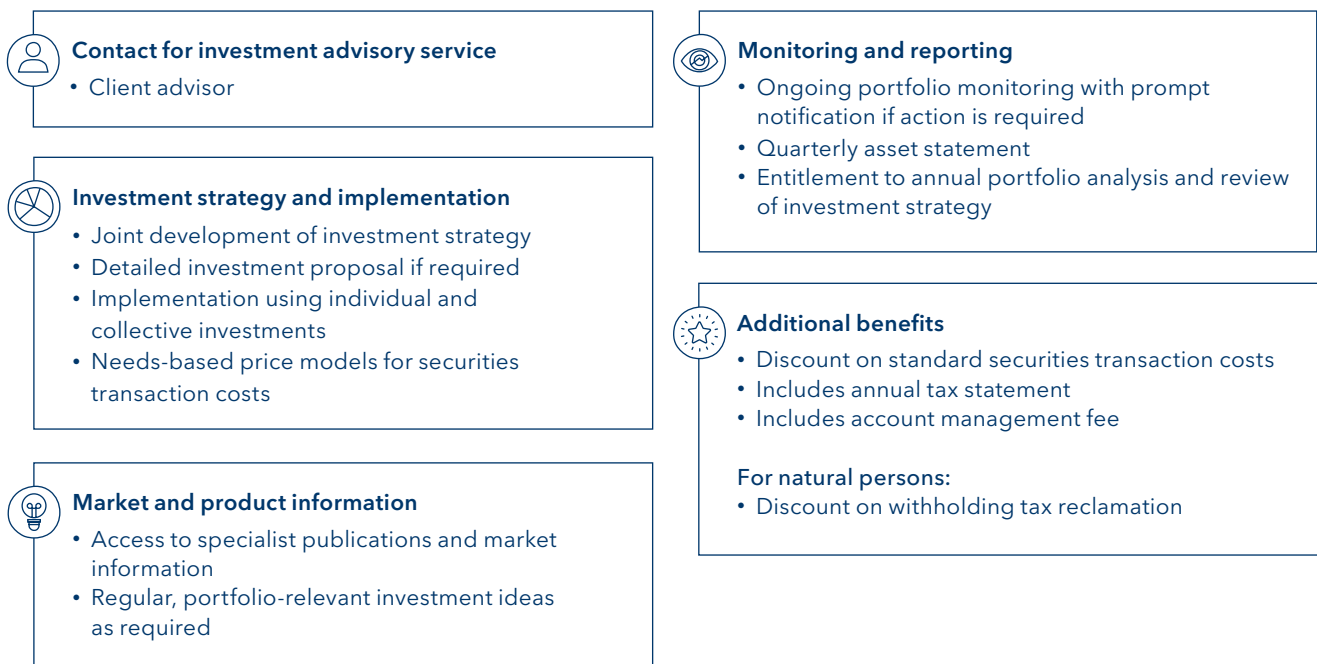 Contact for investment advisory service
• Client advisor
Investment strategy and implementation
• Joint development of investment strategy
• Detailed investment proposal if required
• Implementation using individual and
collective investments
• Needs-based price models for securities
transaction costs
Market and product information
• Access to specialist publications and market
information
• Regular, portfolio-relevant investment ideas
as required
Monitoring and reporting
• Ongoing portfolio monitoring with prompt
notification if action is required
• Quarterly asset statement
• Entitlement to annual portfolio analysis and review
of investment strategy
Additional benefits
• Discount on standard securities transaction costs
• Includes annual tax statement
• Includes account management fee
For natural persons:
• Discount on withholding tax reclamation